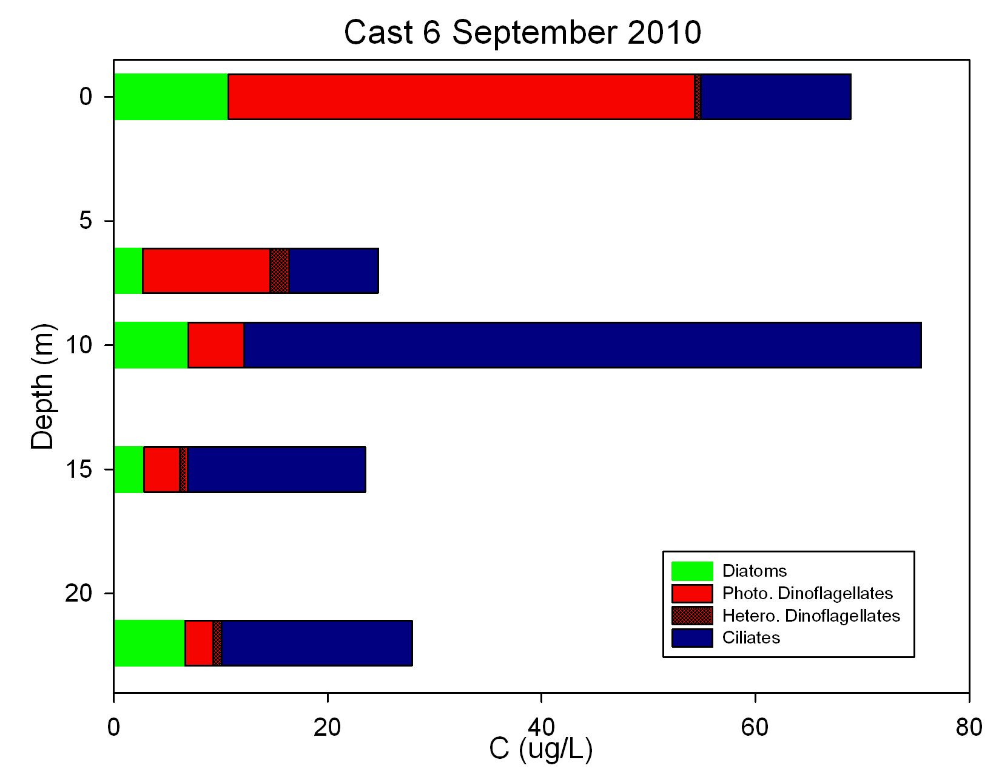 Cast 6 September 2010
0
5
10
15
20
Depth (m)
Diatoms
Photo. Dinoflagellates
Hetero. Dinoflagellates
Ciliates
0 20 40 60 80
C (ug/L)